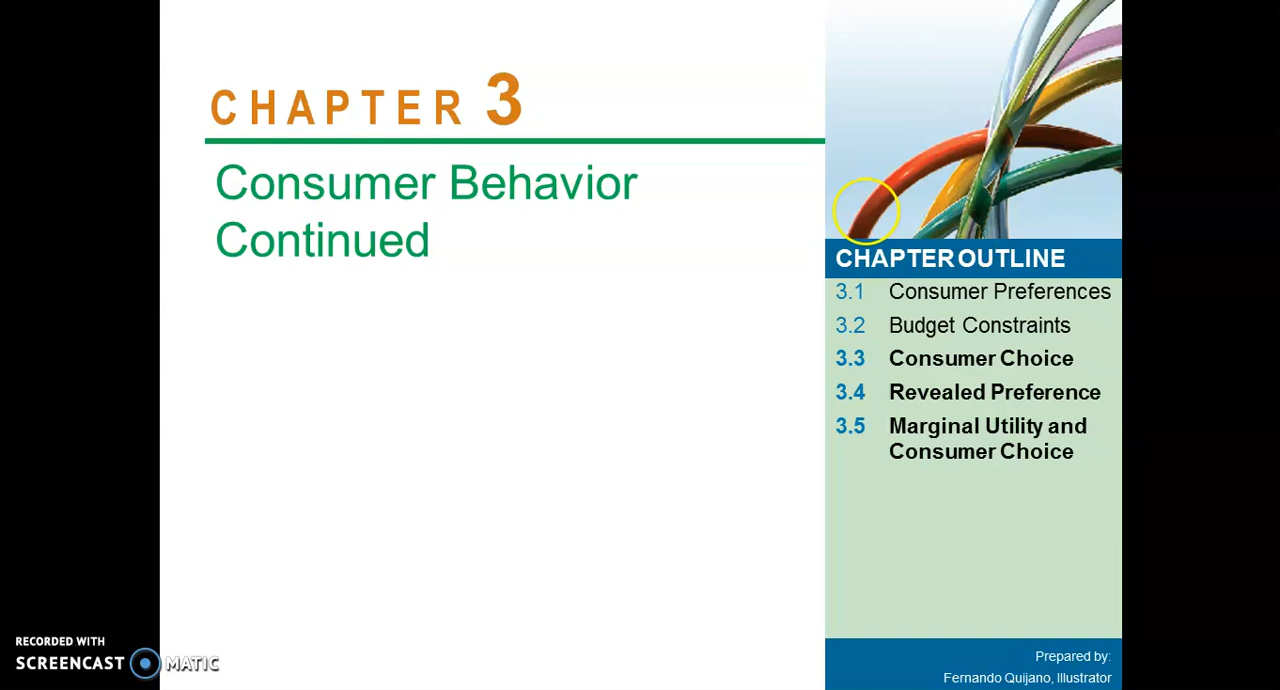 CHAPTER 3
Consumer Behavior
Continued
CHAPTER OUTLINE
3.1 Consumer Preferences
3.2 Budget Constraints
3.3 Consumer Choice
3.4 Revealed Preference
3.5 Marginal Utility and
Consumer Choice
Prepared by:
Fernando Quijano, Illustrator
RECORDED WITH
SCREENCAST MATIC